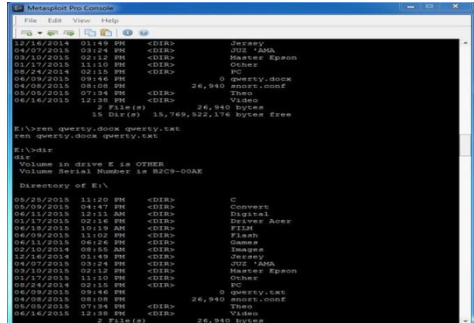 Metasploit Pro Console
File Edit View Help
12/16/2014 01:49 PM <DIR> Jersey
04/07/2015 03:24 PM <DIR> JUZ 'AMA
03/10/2015 02:12 PM <DIR> Master Epson
01/17/2015 11:10 PM <DIR> Other
08/24/2014 02:15 PM <DIR> PC
06/09/2015 09:46 PM 0 qwerty.docx
04/08/2015 08:08 PM 26,940 snort.conf
05/05/2015 07:34 PM <DIR> Theo
06/16/2015 12:38 PM <DIR> Video
2 File(s) 26,940 bytes
15 Dir(s) 15,769,522,176 bytes free
E:\>ren qwerty.docx qwerty.txt
ren qwerty.docx qwerty.txt
E:\>dir
dir
Volume in drive E is OTHER
Volume Serial Number is B2C9-00AE
Directory of E:\
05/25/2015 11:20 PM <DIR> C
05/09/2015 04:47 PM <DIR> Convert
06/11/2015 12:11 AM <DIR> Digital
01/17/2015 02:16 PM <DIR> Driver Acer
06/18/2015 10:19 AM <DIR> FILM
06/09/2015 11:02 PM <DIR> Flash
06/11/2015 06:26 PM <DIR> Games
02/10/2014 08:55 AM <DIR> Images
12/16/2014 01:49 PM <DIR> Jersey
04/07/2015 03:24 PM <DIR> JUZ 'AMA
03/10/2015 02:12 PM <DIR> Master Epson
01/17/2015 11:10 PM <DIR> Other
08/24/2014 02:15 PM <DIR> PC
06/09/2015 09:46 PM 0 qwerty.txt
04/08/2015 08:08 PM 26,940 snort.conf
05/05/2015 07:34 PM <DIR> Theo
06/16/2015 12:38 PM <DIR> Video
2 File(s) 26,940 bytes